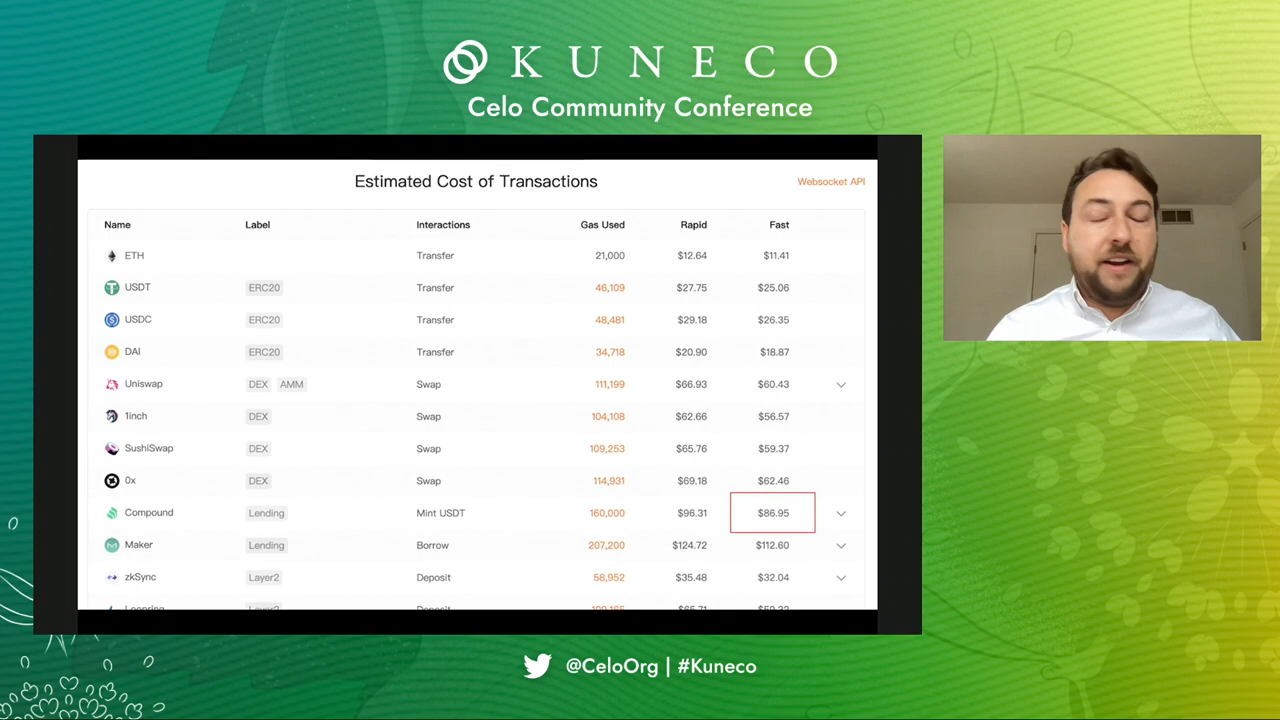 KUNECO
Celo Community Conference
Estimated Cost of Transactions
Websocket API
Name Label Interactions Gas Used Rapid Fast
ETH Transfer 21,000 $12.64 $11.41
USDT ERC20 Transfer 46,109 $27.75 $25.06
USDC ERC20 Transfer 48,481 $29.18 $26.35
DAI ERC20 Transfer 34,718 $20.90 $18.87
Uniswap DEX AMM Swap 111,199 $66.93 $60.43
1inch DEX Swap 104,108 $62.66 $56.57
SushiSwap DEX Swap 109,253 $65.76 $59.37
0x DEX Swap 114,931 $69.18 $62.46
Compound Lending Mint USDT 160,000 $96.31 $86.95
Maker Lending Borrow 207,200 $124.72 $112.60
zkSync Layer2 Deposit 58,952 $35.48 $32.04
Loopring Layer2 Deposit
@CeloOrg | #Kuneco